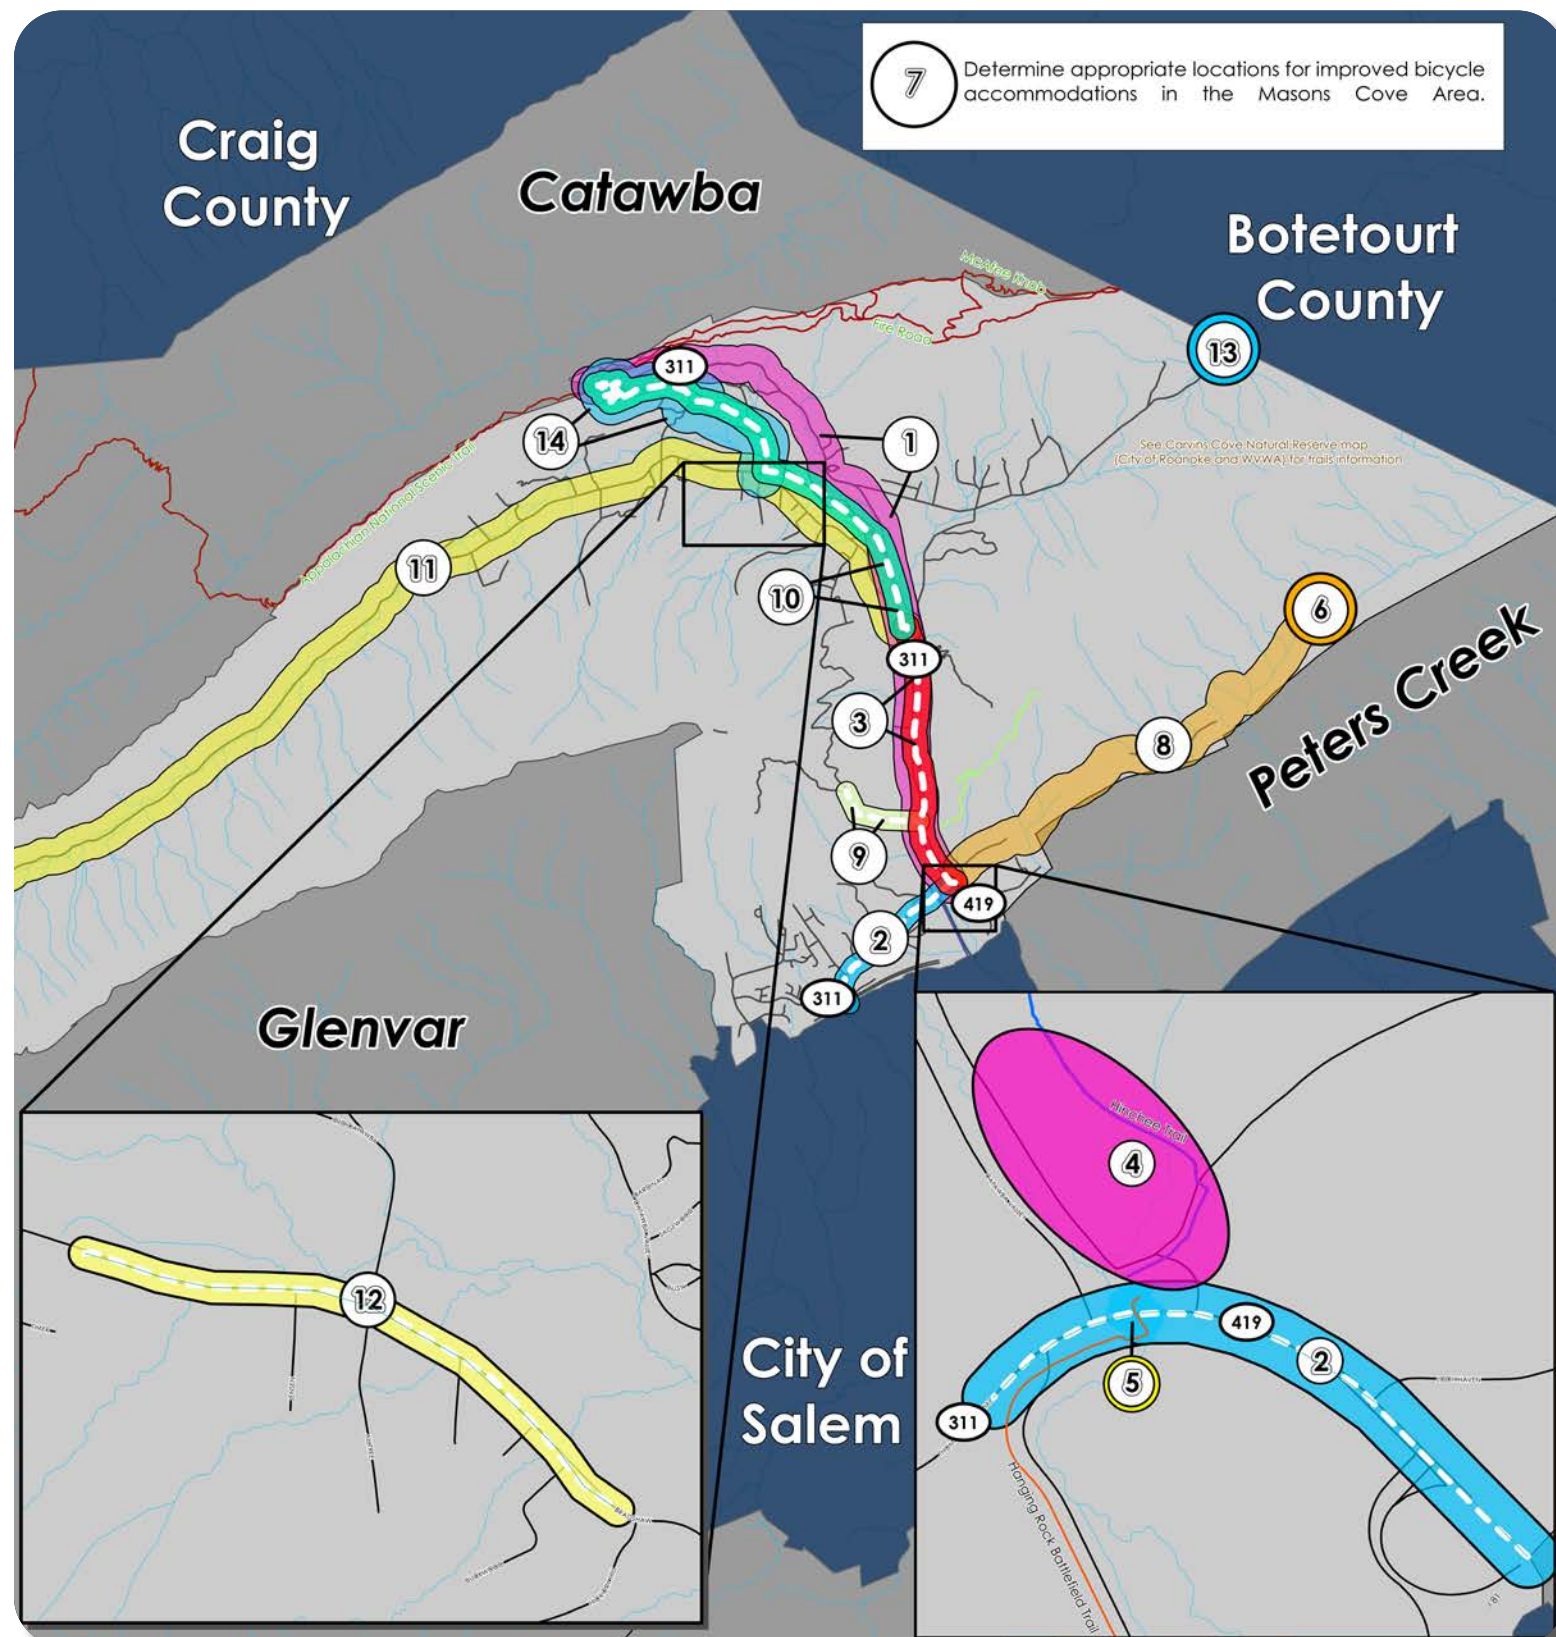 7
Determine appropriate locations for improved bicycle
accommodations in the Masons Cove Area.
Craig
County
Catawba
Botetourt
County
McAfee Knob
Fire Road
13
311
14
1
See Carvins Cove Natural Reserve map
(City of Roanoke and WVWA) for trails information
Appalachian National Scenic Trail
11
10
6
311
3
8
Peters Creek
9
419
2
311
Glenvar
12
City of
Salem
Hinchee Trail
4
419
2
5
311
Hanging Rock Battlefield Trail